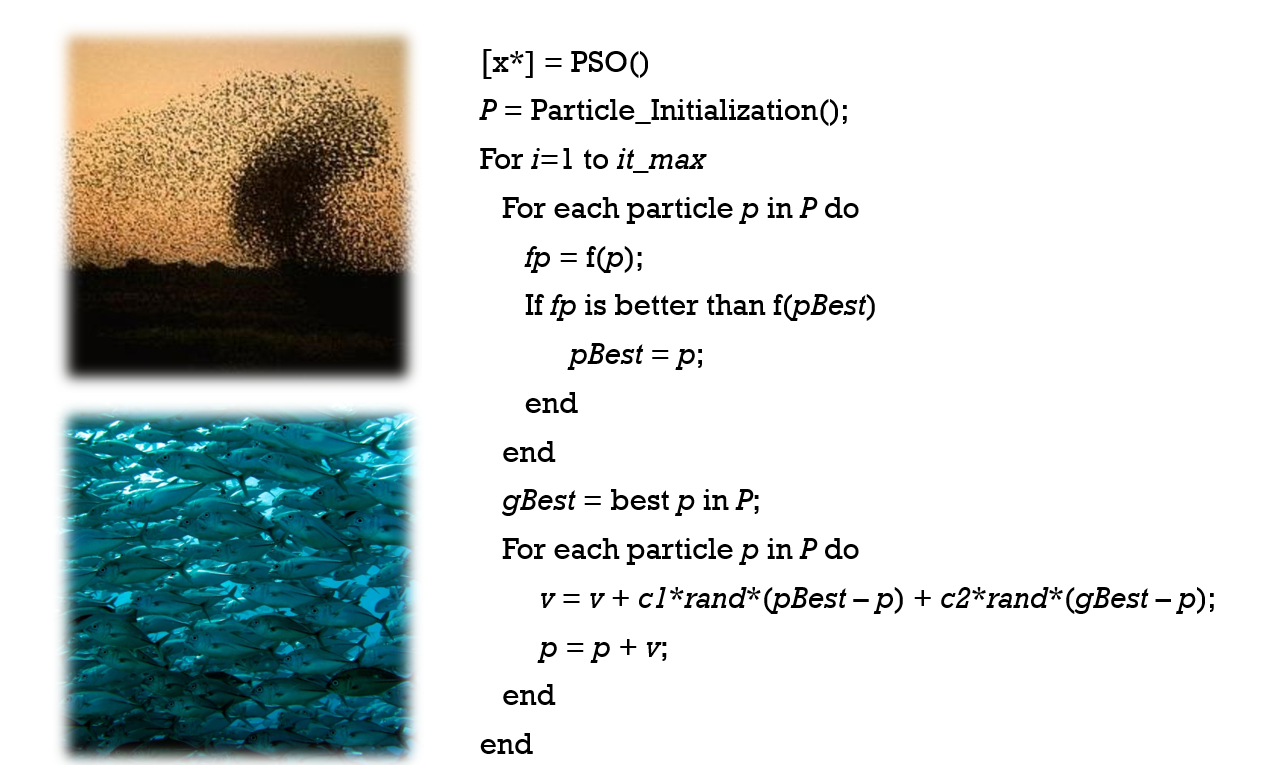 [x*] = PSO()
P = Particle_Initialization();
For i=1 to it_max
For each particle p in P do
fp = f(p);
If fp is better than f(pBest)
pBest = p;
end
end
gBest = best p in P;
For each particle p in P do
v = v + c1*rand*(pBest – p) + c2*rand*(gBest – p);
p = p + v;
end
end